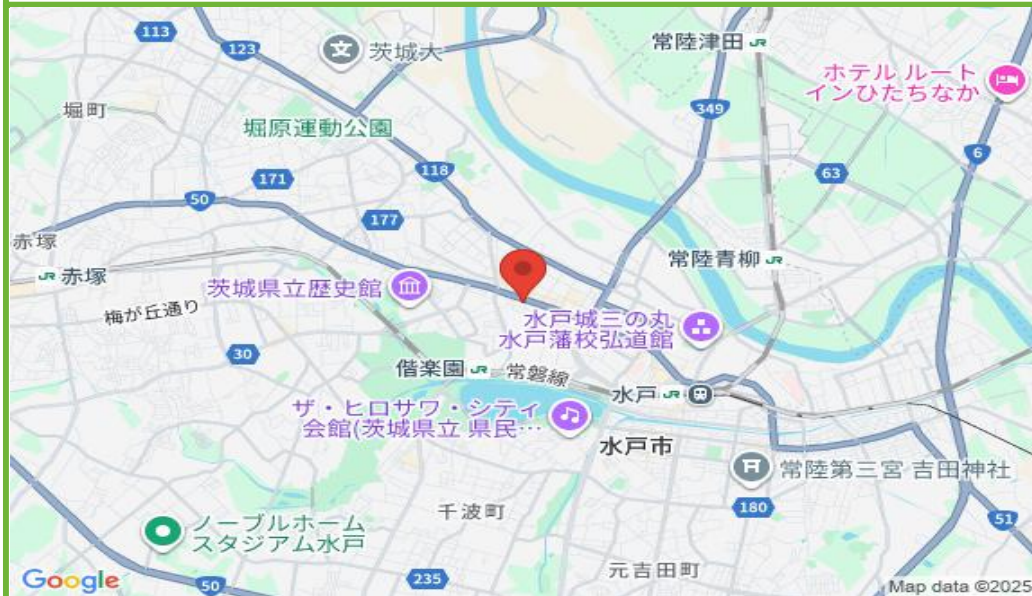 113
123
文
茨城大
常陸津田 JR
ホテル ルート
インひたちなか
堀町
349
堀原運動公園
6
118
63
171
50
177
赤塚
JR 赤塚
常陸青柳 JR
茨城県立歴史館
梅が丘通り
水戸城三の丸
水戸藩校弘道館
30
偕楽園 JR 常磐線
水戸 JR
ザ・ヒロサワ・シティ
会館(茨城県立 県民…
水戸市
常陸第三宮 吉田神社
千波町
180
51
ノーブルホーム
スタジアム水戸
元吉田町
235
50
Google
Map data ©2025